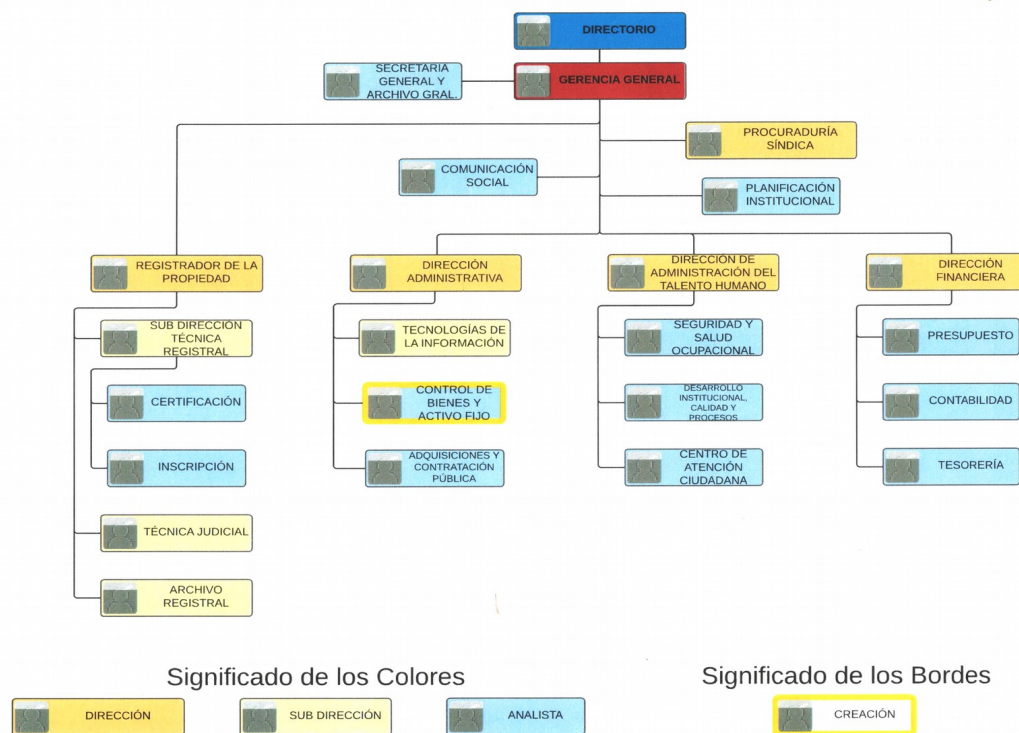 DIRECTORIO
SECRETARIA
GENERAL Y
ARCHIVO GRAL.
GERENCIA GENERAL
PROCURADURÍA
SÍNDICA
COMUNICACIÓN
SOCIAL
PLANIFICACIÓN
INSTITUCIONAL
REGISTRADOR DE LA
PROPIEDAD
DIRECCIÓN
ADMINISTRATIVA
DIRECCIÓN DE
ADMINISTRACIÓN DEL
TALENTO HUMANO
DIRECCIÓN
FINANCIERA
SUB DIRECCIÓN
TÉCNICA
REGISTRAL
TECNOLOGÍAS DE
LA INFORMACIÓN
SEGURIDAD Y
SALUD
OCUPACIONAL
PRESUPUESTO
CERTIFICACIÓN
CONTROL DE
BIENES Y
ACTIVO FIJO
DESARROLLO
INSTITUCIONAL,
CALIDAD Y
PROCESOS
CONTABILIDAD
INSCRIPCIÓN
ADQUISICIONES Y
CONTRATACIÓN
PÚBLICA
CENTRO DE
ATENCIÓN
CIUDADANA
TESORERÍA
TÉCNICA JUDICIAL
ARCHIVO
REGISTRAL
Significado de los Colores
DIRECCIÓN
SUB DIRECCIÓN
ANALISTA
Significado de los Bordes
CREACIÓN